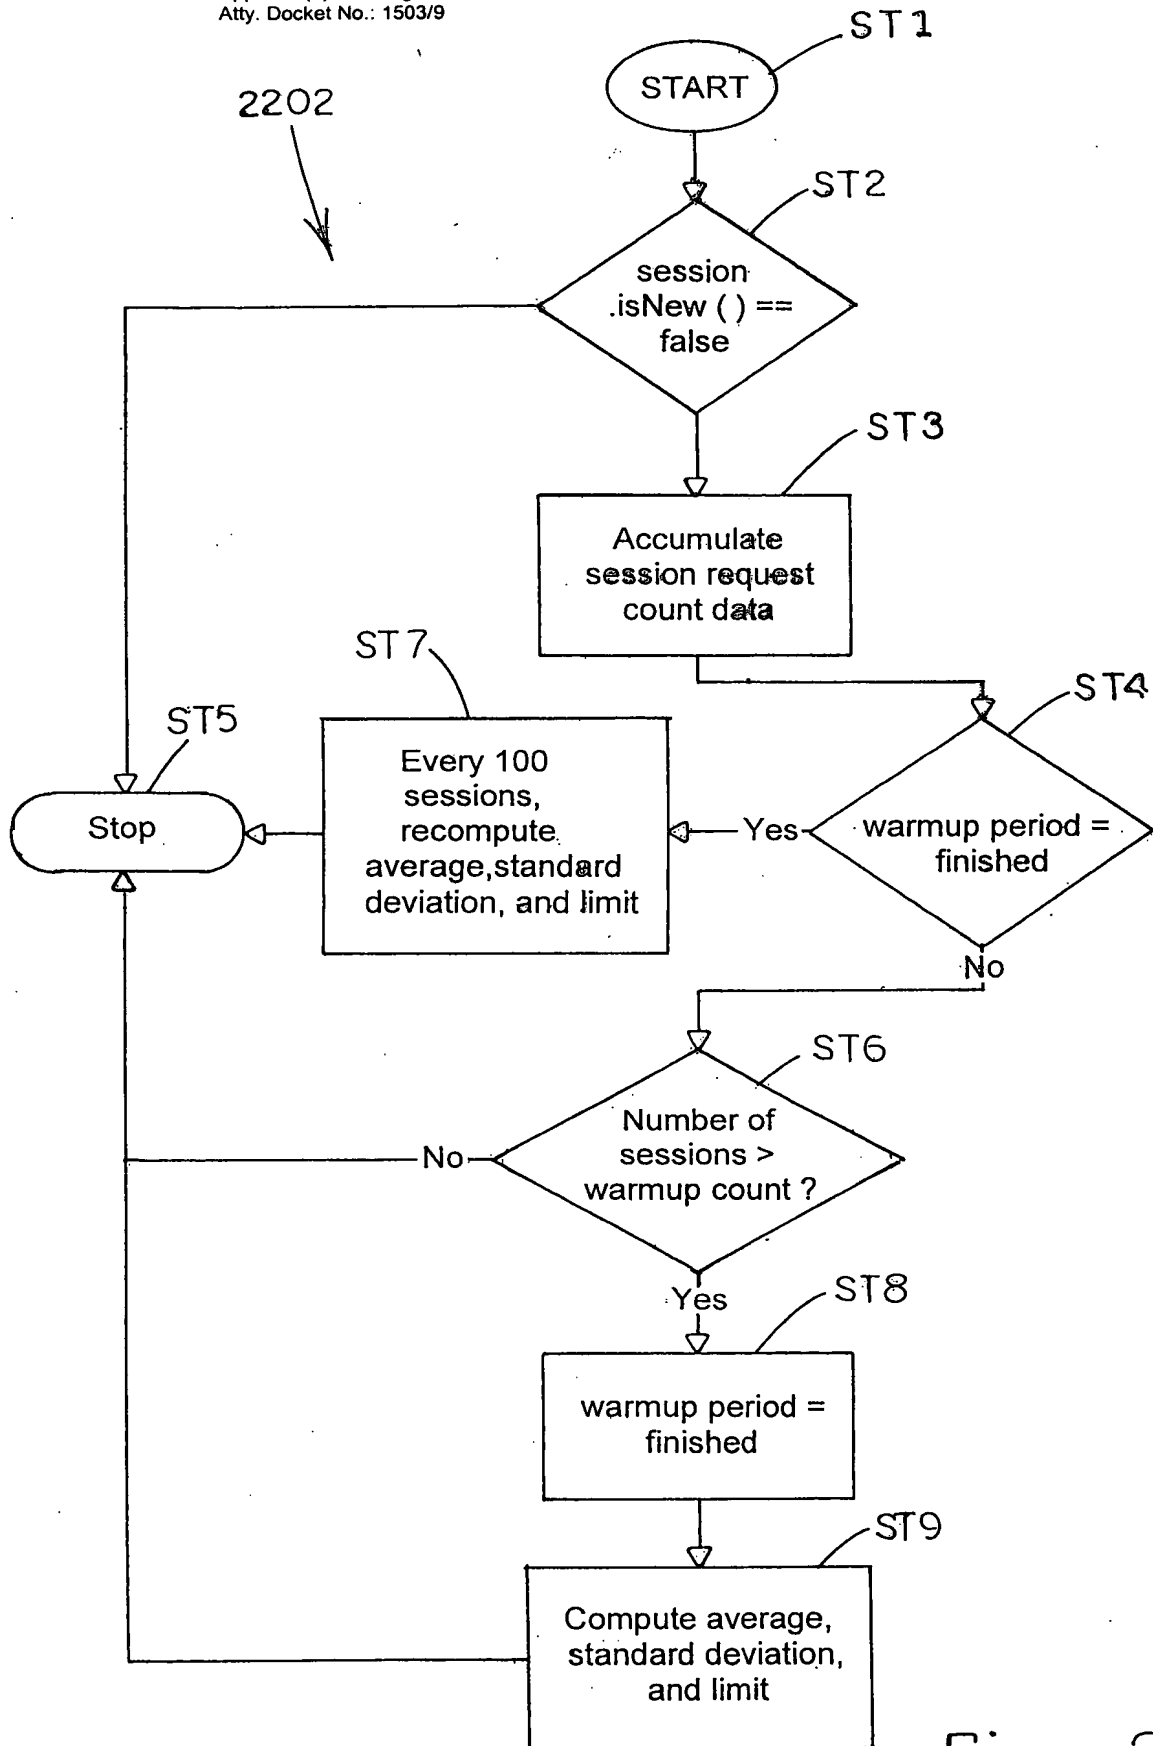 Atty. Docket No.: 1503/9
ST1
START
2202
ST2
session
.isNew ( ) ==
false
ST3
Accumulate
session request
count data
ST7
ST4
ST5
Every 100
sessions,
recompute
average,standard
deviation, and limit
Stop
Yes
warmup period =
finished
No
ST6
Number of
sessions >
warmup count ?
No
Yes
ST8
warmup period =
finished
ST9
Compute average,
standard deviation,
and limit